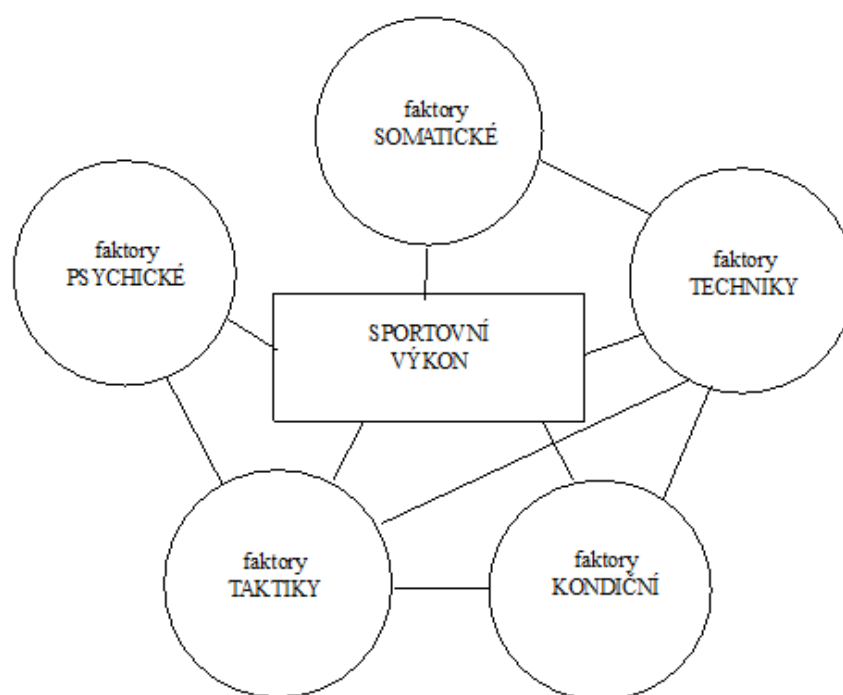 faktory
SOMATICKÉ
faktory
PSYCHICKÉ
faktory
TECHNIKY
SPORTOVNÍ
VÝKON
faktory
TAKTIKY
faktory
KONDIČNÍ